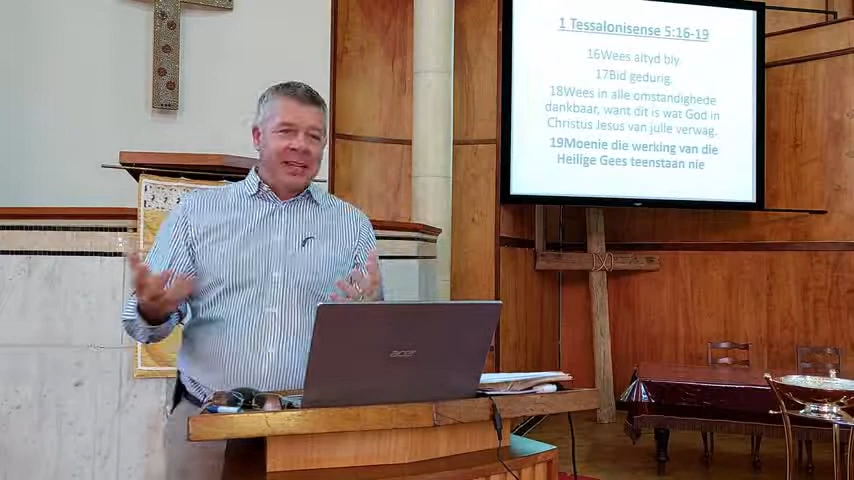 1 Tessalonisense 5:16-19
16Wees altyd bly.
17Bid gedurig.
18Wees in alle omstandighede
dankbaar, want dit is wat God in
Christus Jesus van julle verwag.
19Moenie die werking van die
Heilige Gees teenstaan nie
acer